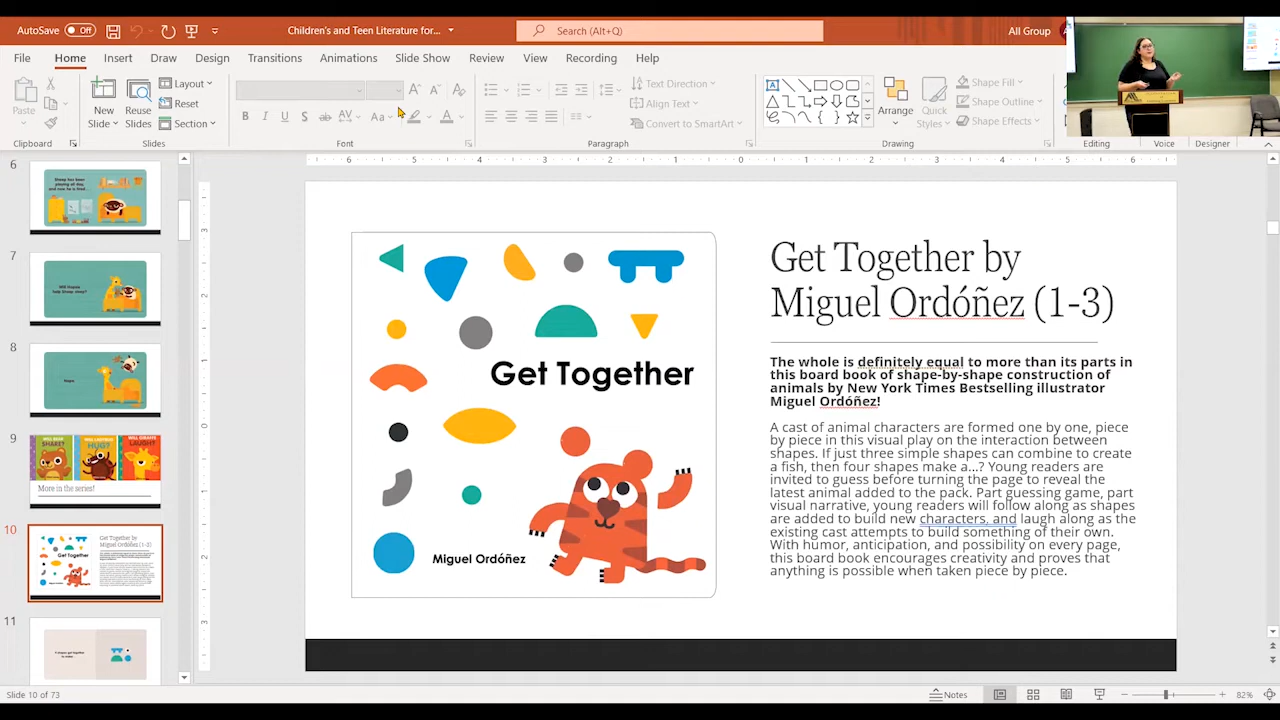 AutoSave Off
Children's and Teen Literature for...
Search (Alt+Q)
All Group
File Home Insert Draw Design Transitions Animations Slide Show Review View Recording Help
Paste
New
Slide
Reuse
Slides
Layout
Reset
Section
Text Direction
Align Text
Convert to SmartArt
Arrange
Quick
Styles
Shape Fill
Shape Outline
Shape Effects
Clipboard Slides Font Paragraph Drawing Editing Voice Designer
6
7
8
9
More in the series!
10
11
Get Together
Miguel Ordóñez
Get Together by
Miguel Ordóñez (1-3)
The whole is definitely equal to more than its parts in
this board book of shape-by-shape construction of
animals by New York Times Bestselling illustrator
Miguel Ordóñez!
A cast of animal characters are formed one by one, piece
by piece in this visual play on the interaction between
shapes. If just three simple shapes can combine to create
a fish, then four shapes make a...? Young readers are
invited to guess before turning the page to reveal the
latest animal added to the pack. Part guessing game, part
visual narrative, young readers will follow along as shapes
are added to build new characters, and laugh along as the
existing cast attempts to build something of their own.
With humor, anticipation, and possibility on every page,
this board book encourages creativity and proves that
anything is possible when taken piece by piece.
Slide 10 of 73
Notes
82%